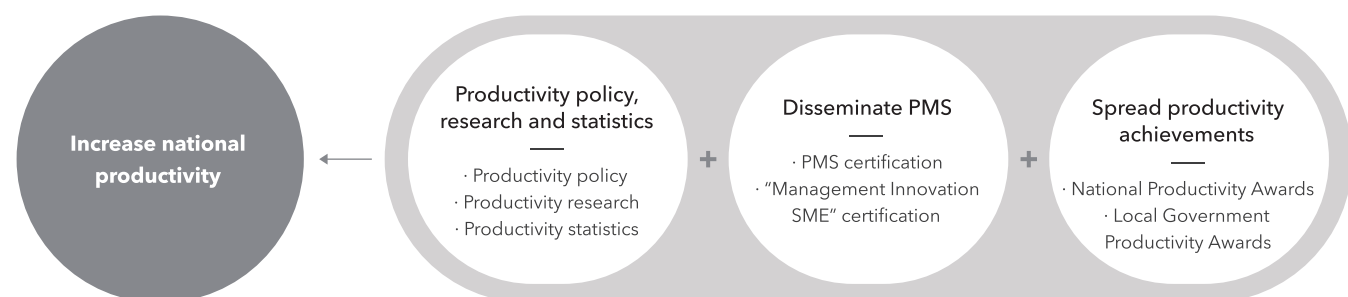 Increase national
productivity
Productivity policy,
research and statistics
· Productivity policy
· Productivity research
· Productivity statistics
+
Disseminate PMS
· PMS certification
· “Management Innovation
SME” certification
+
Spread productivity
achievements
· National Productivity Awards
· Local Government
Productivity Awards